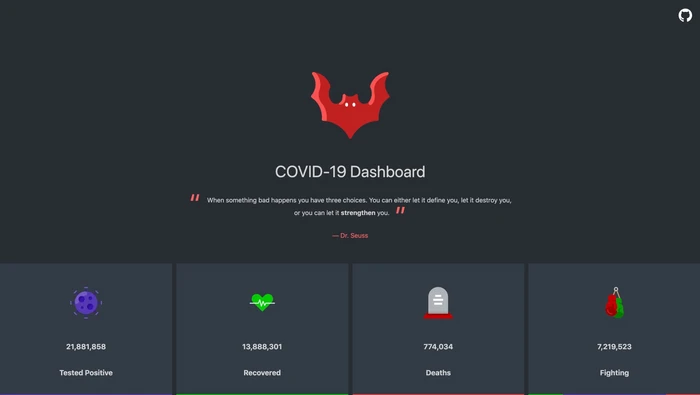 COVID-19 Dashboard
" When something bad happens you have three choices. You can either let it define you, let it destroy you,
or you can let it strengthen you. "
— Dr. Seuss
21,881,858 13,888,301 774,034 7,219,523
Tested Positive Recovered Deaths Fighting